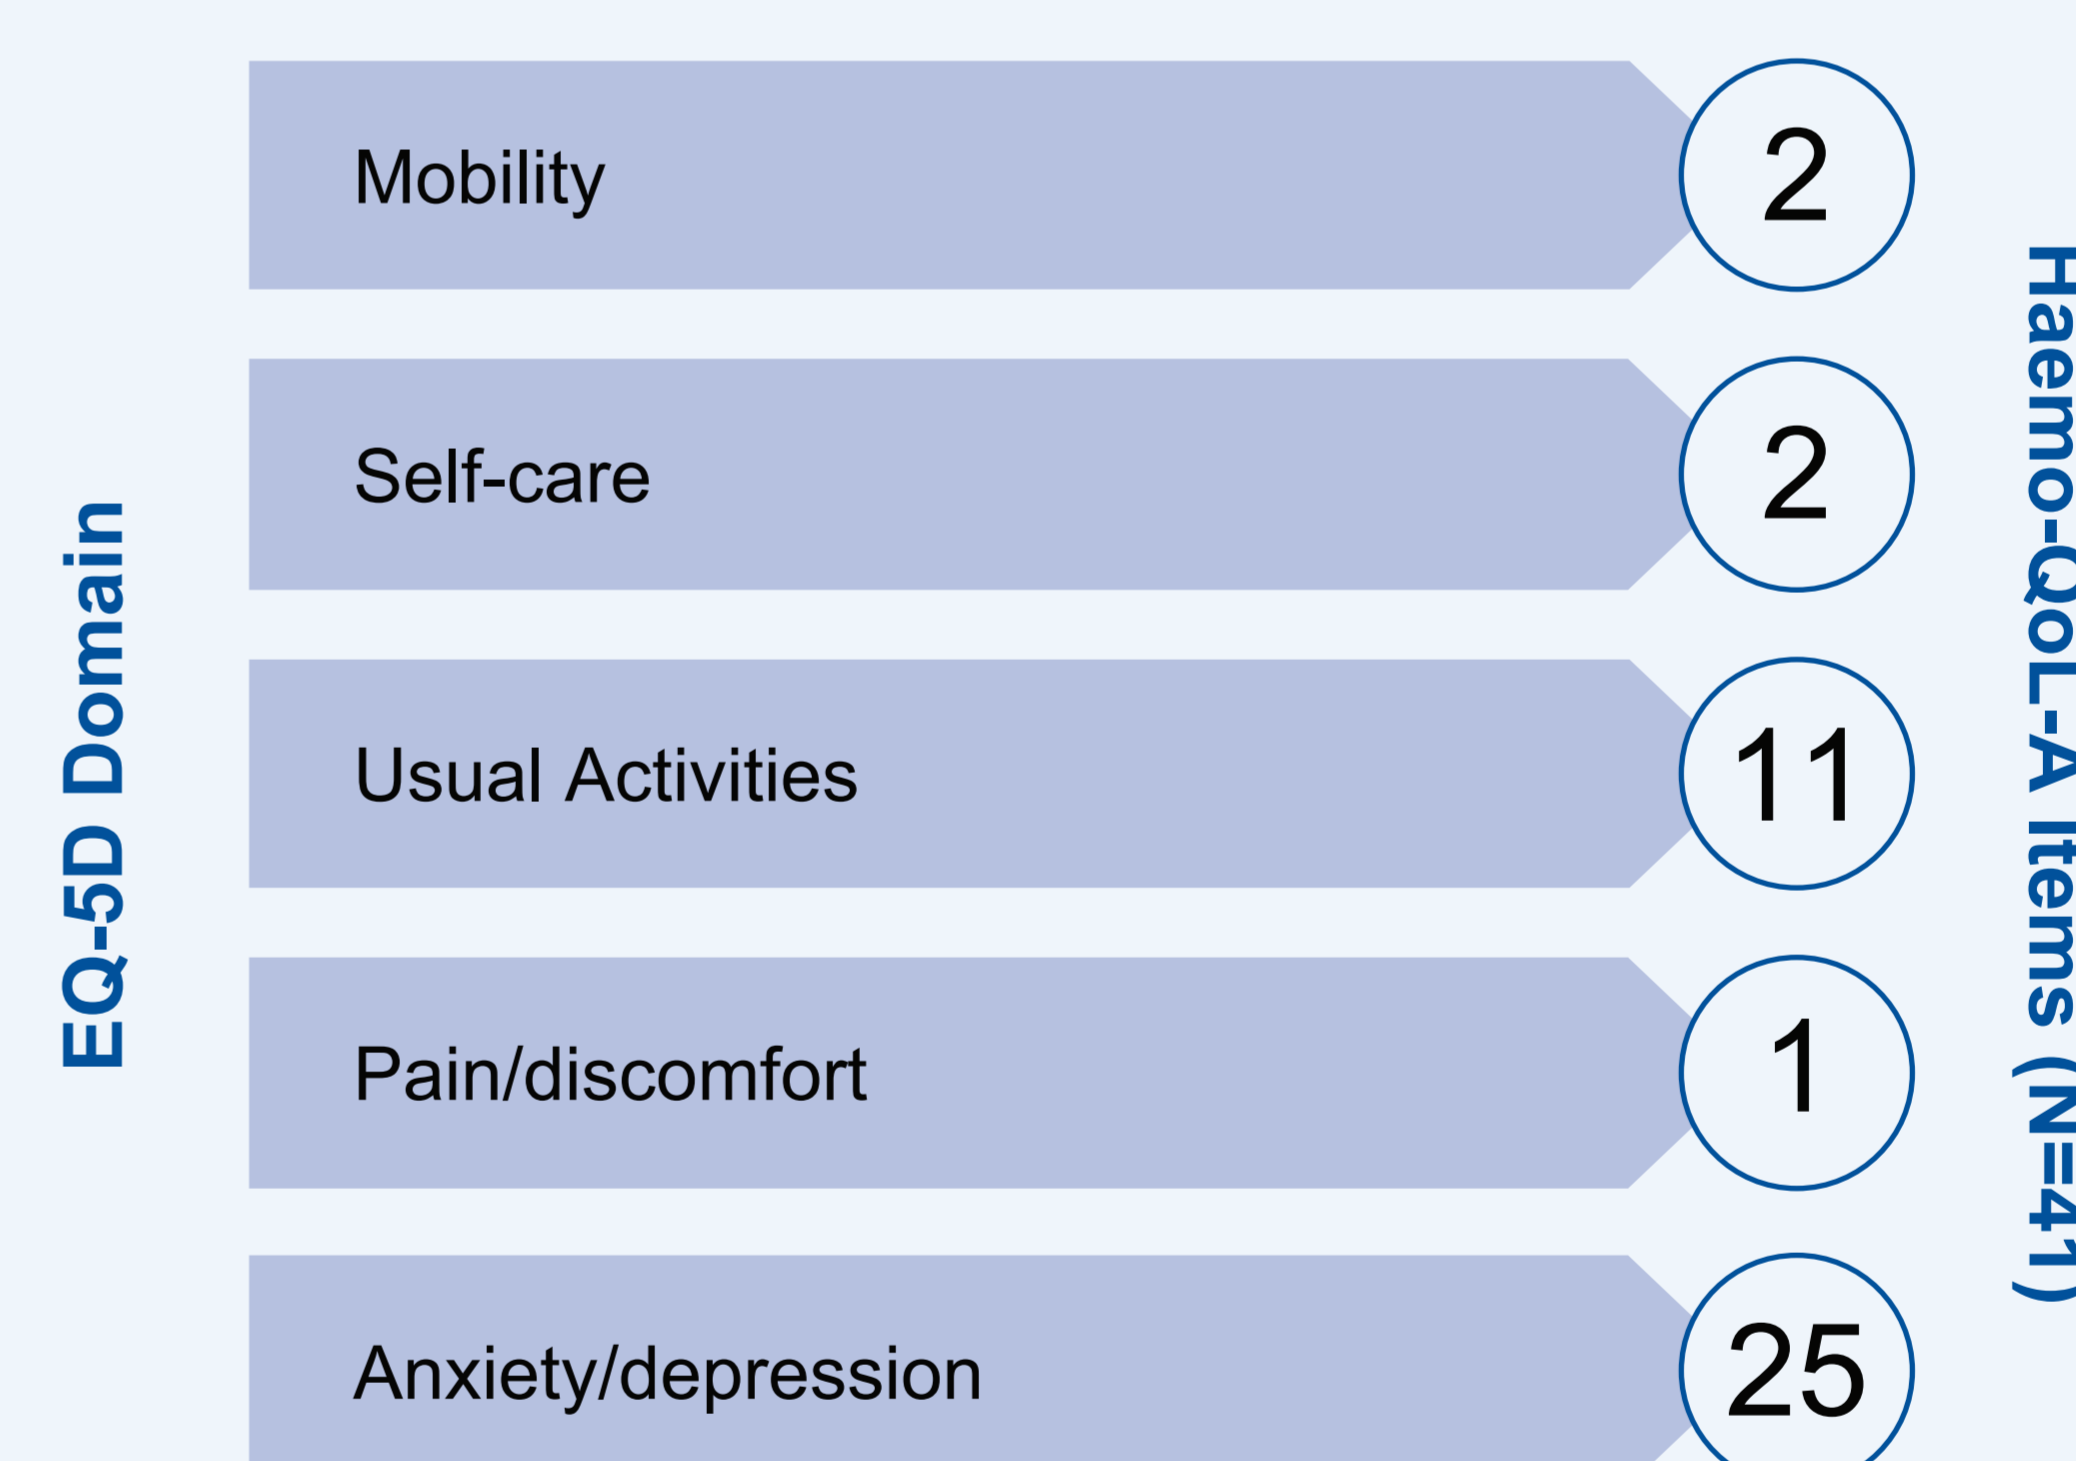 EQ-5D Domain
Mobility
2
Self-care
2
Usual Activities
11
Pain/discomfort
1
Anxiety/depression
25
Haemo-QoL-A Items (N=41)